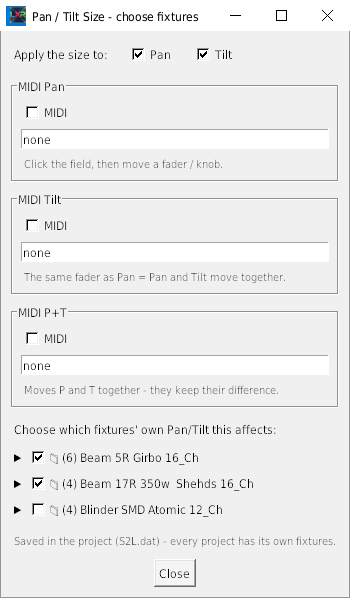 Pan / Tilt Size - choose fixtures
Apply the size to: Pan Tilt
MIDI Pan
MIDI
none
Click the field, then move a fader / knob.
MIDI Tilt
MIDI
none
The same fader as Pan = Pan and Tilt move together.
MIDI P+T
MIDI
none
Moves P and T together - they keep their difference.
Choose which fixtures' own Pan/Tilt this affects:
(6) Beam 5R Girbo 16_Ch
(4) Beam 17R 350w  Shehds 16_Ch
(4) Blinder SMD Atomic 12_Ch
Saved in the project (S2L.dat) - every project has its own fixtures.
Close